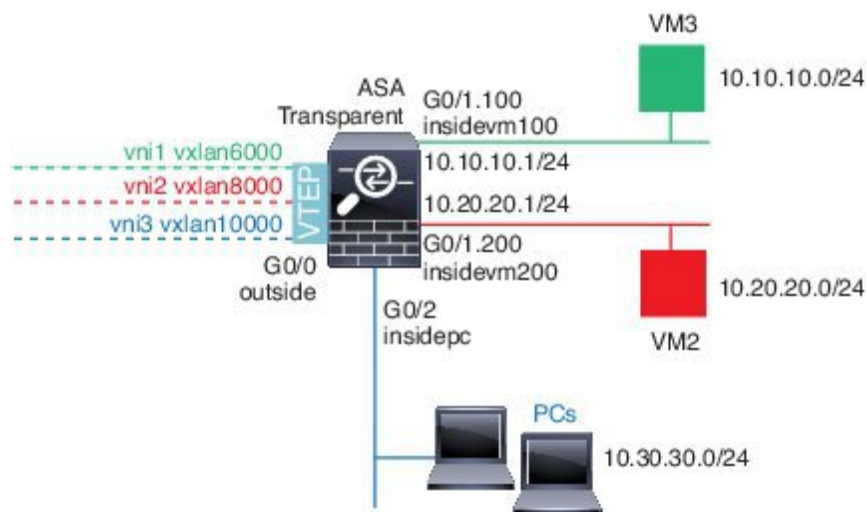 VM3
10.10.10.0/24
ASA
Transparent
G0/1.100
insidevm100
vni1 vxlan6000
10.10.10.1/24
vni2 vxlan8000
VTEP
10.20.20.1/24
vni3 vxlan10000
G0/0
outside
G0/1.200
insidevm200
10.20.20.0/24
G0/2
insidepc
VM2
PCs
10.30.30.0/24